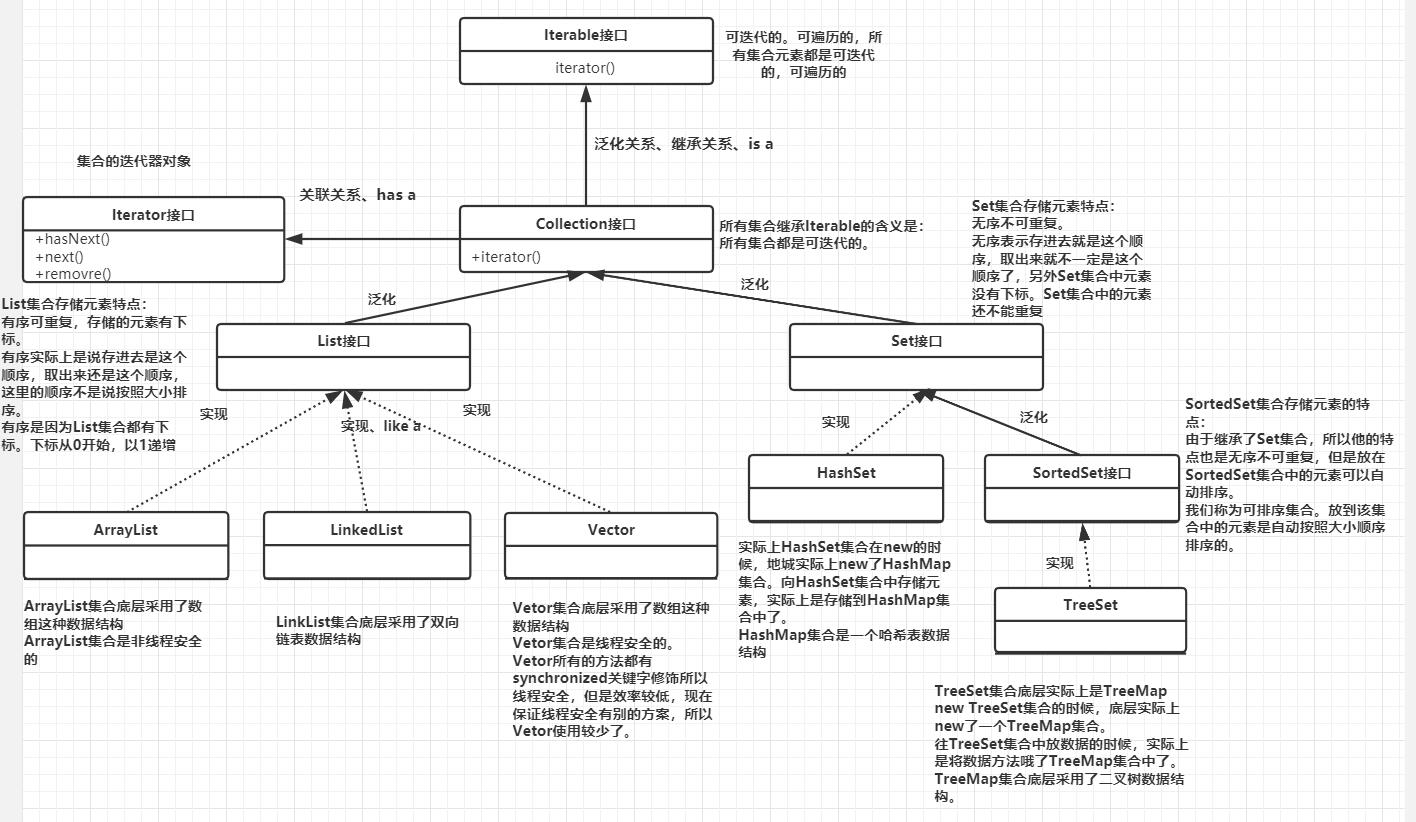 Iterable接口
iterator()
可迭代的。可遍历的，所
有集合元素都是可迭代
的，可遍历的
泛化关系、继承关系、is a
集合的迭代器对象
关联关系、has a
Iterator接口
+hasNext()
+next()
+removre()
Collection接口
+iterator()
所有集合继承Iterable的含义是：
所有集合都是可迭代的。
Set集合存储元素特点：
无序不可重复。
无序表示存进去就是这个顺
序，取出来就不一定是这个
顺序了，另外Set集合中元素
没有下标。Set集合中的元素
还不能重复
泛化
泛化
List集合存储元素特点：
有序可重复，存储的元素有下
标。
有序实际上是说存进去是这个
顺序，取出来还是这个顺序，
这里的顺序不是说按照大小排
序。
有序是因为List集合都有下
标。下标从0开始，以1递增
List接口
Set接口
实现
实现、like a
实现
实现
泛化
SortedSet集合存储元素的特
点：
由于继承了Set集合，所以他的特
点也是无序不可重复，但是放在
SortedSet集合中的元素可以自
动排序。
我们称为可排序集合。放到该集
合中的元素是自动按照大小顺序
排序的。
HashSet
SortedSet接口
ArrayList
LinkedList
Vector
实现
TreeSet
ArrayList集合底层采用了数
组这种数据结构
ArrayList集合是非线程安全
的
LinkList集合底层采用了双向
链表数据结构
Vetor集合底层采用了数组这种
数据结构
Vetor集合是线程安全的。
Vetor所有的方法都有
synchronized关键字修饰所以
线程安全，但是效率较低，现在
保证线程安全有别的方案，所以
Vetor使用较少了。
实际上HashSet集合在new的时
候，地城实际上new了HashMap
集合。向HashSet集合中存储元
素，实际上是存储到HashMap集
合中了。
HashMap集合是一个哈希表数据
结构
TreeSet集合底层实际上是TreeMap
new TreeSet集合的时候，底层实际上
new了一个TreeMap集合。
往TreeSet集合中放数据的时候，实际上
是将数据方法哦了TreeMap集合中了。
TreeMap集合底层采用了二叉树数据结
构。